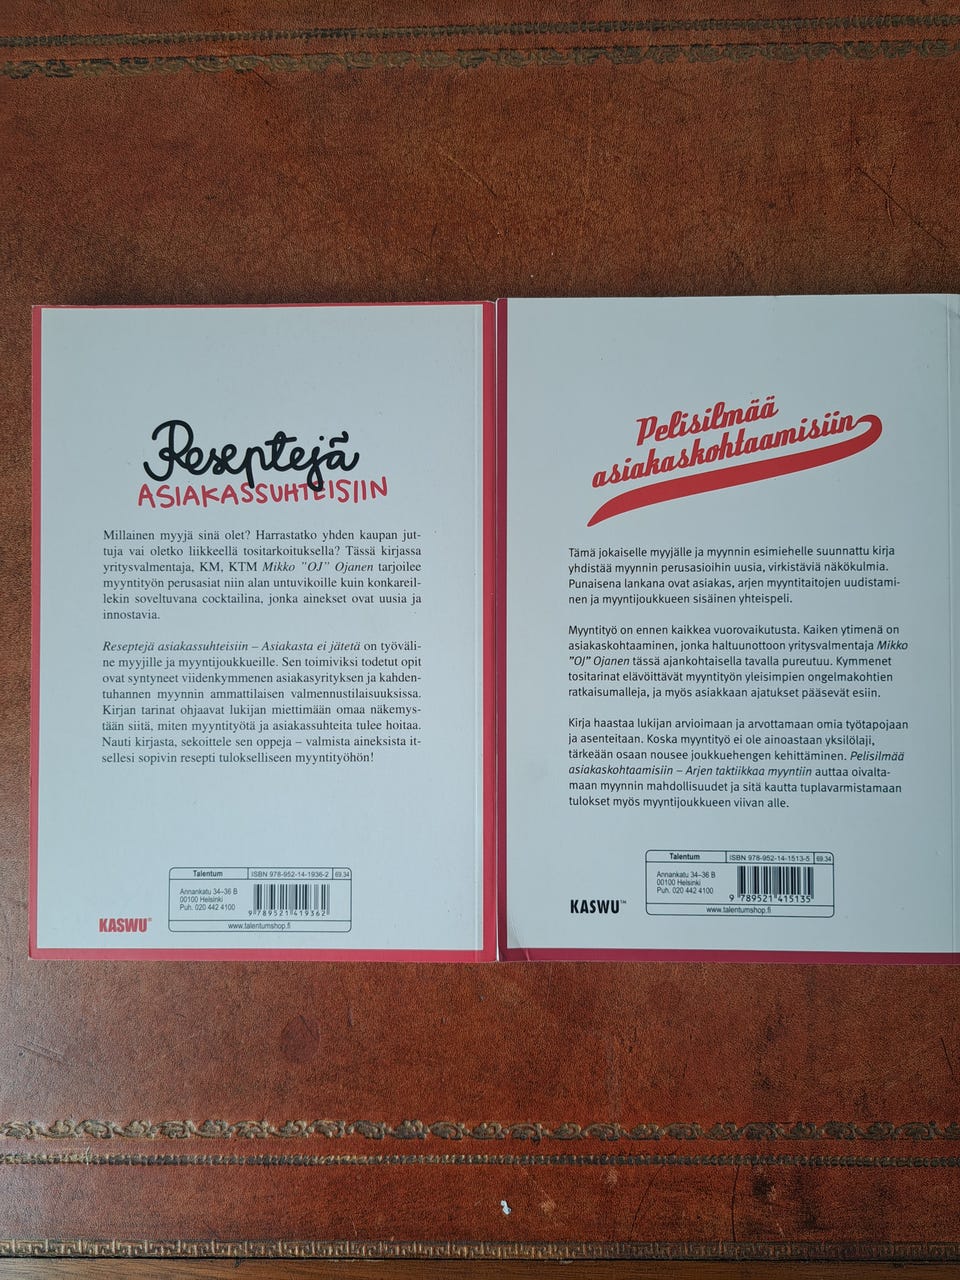 Reseptejä
ASIAKASSUHTEISIIN
Millainen myyjä sinä olet? Harrastatko yhden kaupan jut-
tuja vai oletko liikkeellä tositarkoituksella? Tässä kirjassa
yritysvalmentaja, KM, KTM Mikko "OJ" Ojanen tarjoilee
myyntityön perusasiat niin alan untuvikoille kuin konkareil-
lekin soveltuvana cocktailina, jonka ainekset ovat uusia ja
innostavia.
Reseptejä asiakassuhteisiin – Asiakasta ei jätetä on työväli-
ne myyjille ja myyntijoukkueille. Sen toimiviksi todetut opit
ovat syntyneet viidenkymmenen asiakasyrityksen ja kahden-
tuhannen myynnin ammattilaisen valmennustilaisuuksissa.
Kirjan tarinat ohjaavat lukijan miettimään omaa näkemys-
tään siitä, miten myyntityötä ja asiakassuhteita tulee hoitaa.
Nauti kirjasta, sekoittele sen oppeja – valmista aineksista it-
sellesi sopivin resepti tulokselliseen myyntityöhön!
KASWU®
Talentum
ISBN 978-952-14-1936-2
69.34
Annankatu 34–36 B
00100 Helsinki
Puh. 020 442 4100
9 789521 419362
www.talentumshop.fi
Pelisilmää
asiakaskohtaamisiin
Tämä jokaiselle myyjälle ja myynnin esimiehelle suunnattu kirja
yhdistää myynnin perusasioihin uusia, virkistäviä näkökulmia.
Punaisena lankana ovat asiakas, arjen myyntitaitojen uudistami-
nen ja myyntijoukkueen sisäinen yhteispeli.
Myyntityö on ennen kaikkea vuorovaikutusta. Kaiken ytimenä on
asiakaskohtaaminen, jonka haltuunottoon yritysvalmentaja Mikko
"OJ" Ojanen tässä ajankohtaisella tavalla pureutuu. Kymmenet
tositarinat elävöittävät myyntityön yleisimpien ongelmakohtien
ratkaisumalleja, ja myös asiakkaan ajatukset pääsevät esiin.
Kirja haastaa lukijan arvioimaan ja arvottamaan omia työtapojaan
ja asenteitaan. Koska myyntityö ei ole ainoastaan yksilölaji,
tärkeään osaan nousee joukkuehengen kehittäminen. Pelisilmää
asiakaskohtaamisiin – Arjen taktiikkaa myyntiin auttaa oivalta-
maan myynnin mahdollisuudet ja sitä kautta tuplavarmistamaan
tulokset myös myyntijoukkueen viivan alle.
KASWU™
Talentum
ISBN 978-952-14-1513-5
69.34
Annankatu 34–36 B
00100 Helsinki
Puh. 020 442 4100
9 789521 415135
www.talentumshop.fi